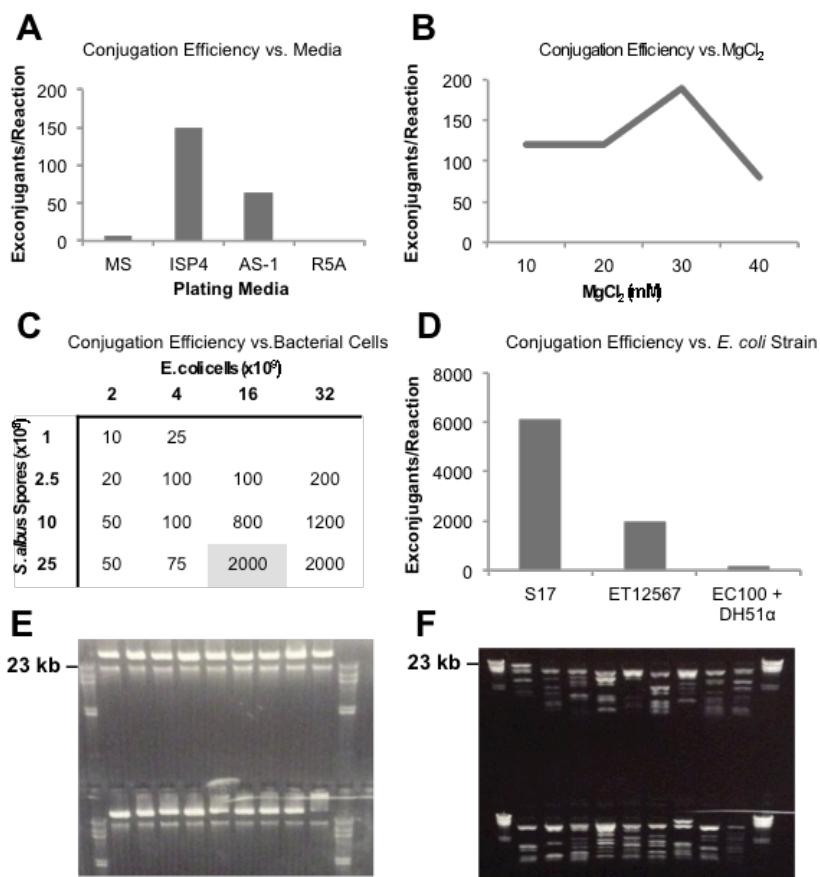 A
Conjugation Efficiency vs. Media
Exconjugants/Reaction
200
150
100
50
0
MS ISP4 AS-1 R5A
Plating Media
B
Conjugation Efficiency vs. MgCl2
Exconjugants/Reaction
200
150
100
50
0
10 20 30 40
MgCl2 (mM)
C
Conjugation Efficiency vs.Bacterial Cells
E.coli cells (x10⁹)
2 4 16 32
S. albus Spores (x10⁸)
1 10 25
2.5 20 100 100 200
10 50 100 800 1200
25 50 75 2000 2000
D
Conjugation Efficiency vs. E. coli Strain
Exconjugants/Reaction
8000
6000
4000
2000
0
S17 ET12567 EC100 +
DH51α
E
23 kb
F
23 kb